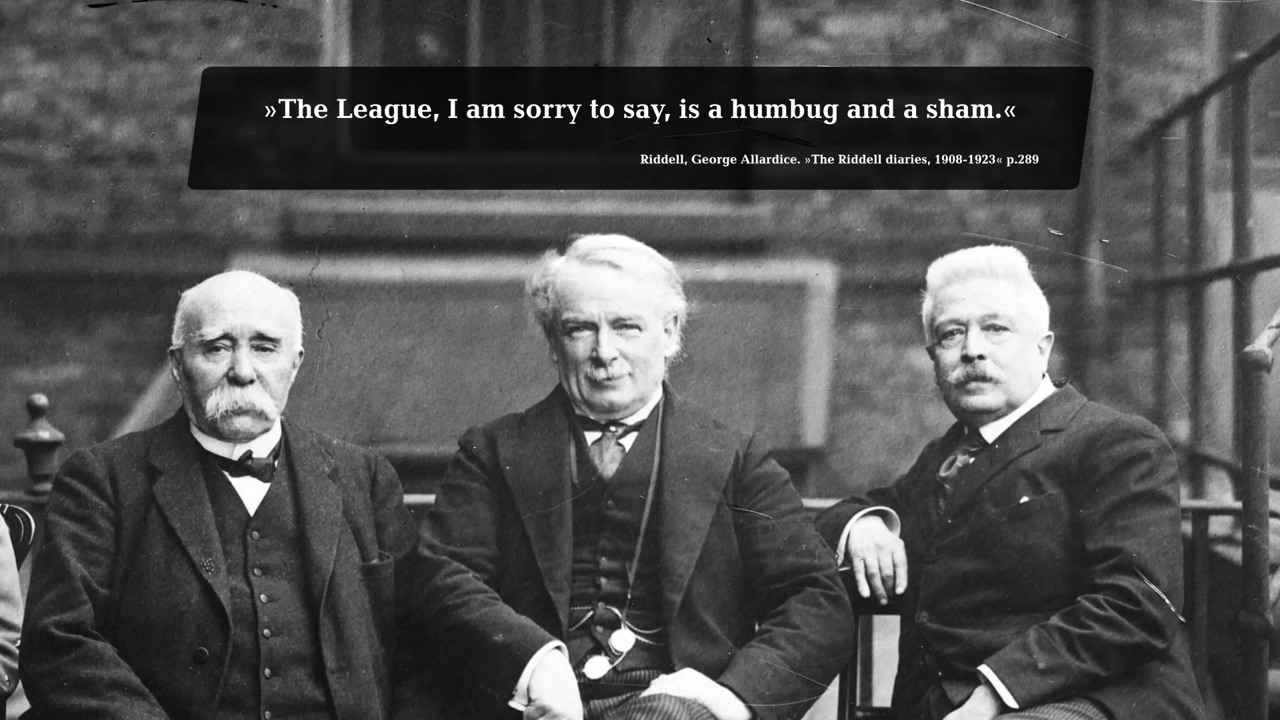 »The League, I am sorry to say, is a humbug and a sham.«
Riddell, George Allardice. »The Riddell diaries, 1908-1923« p.289